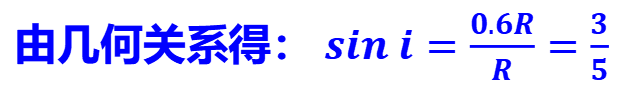 由几何关系得： sin i = 0.6R/R = 3/5